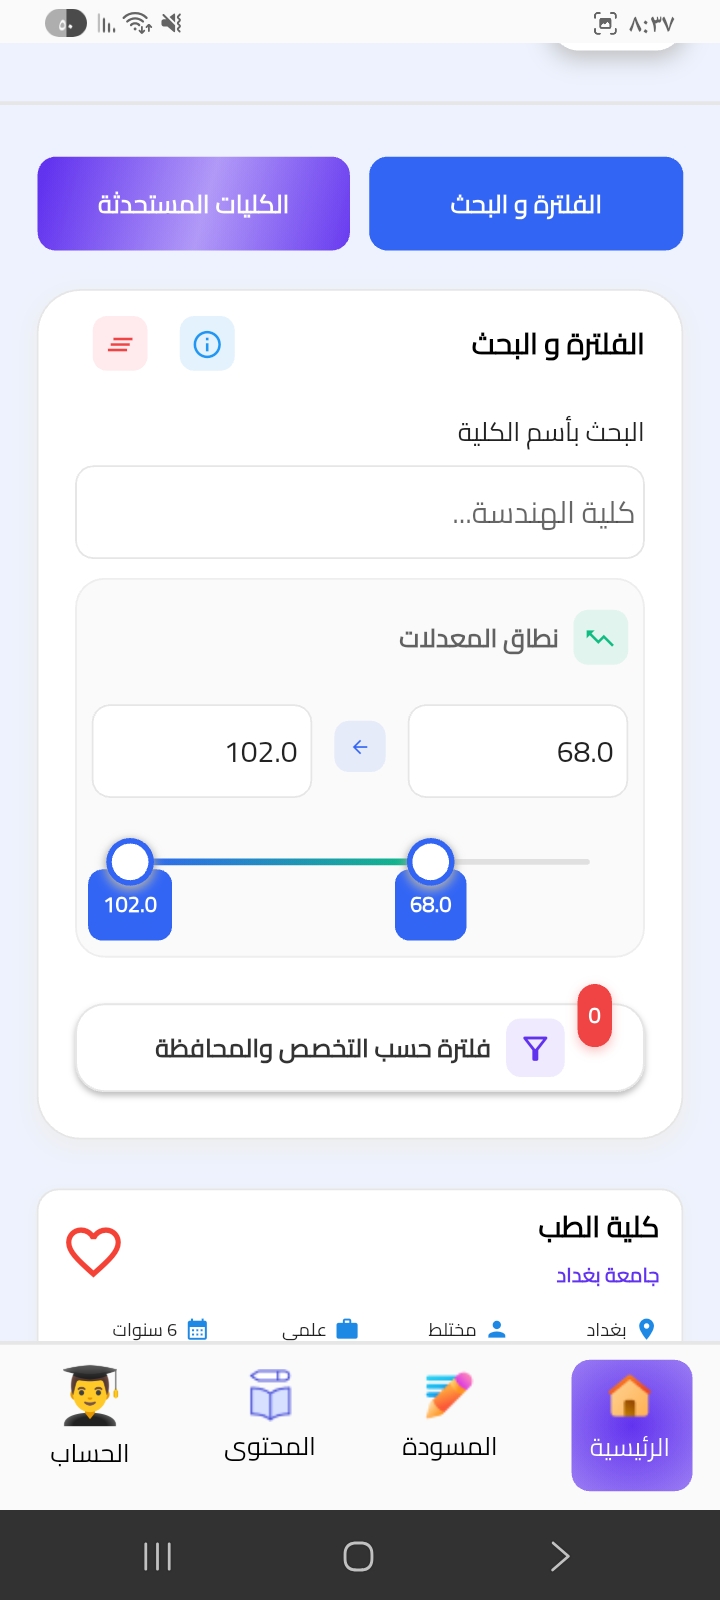 ٨:٣٧
٥٠
الفلترة و البحث
الكليات المستحدثة
الفلترة و البحث
البحث بأسم الكلية
كلية الهندسة...
نطاق المعدلات
68.0
102.0
68.0
102.0
0
فلترة حسب التخصص والمحافظة
كلية الطب
جامعة بغداد
بغداد
مختلط
علمي
6 سنوات
الرئيسية
المسودة
المحتوى
الحساب